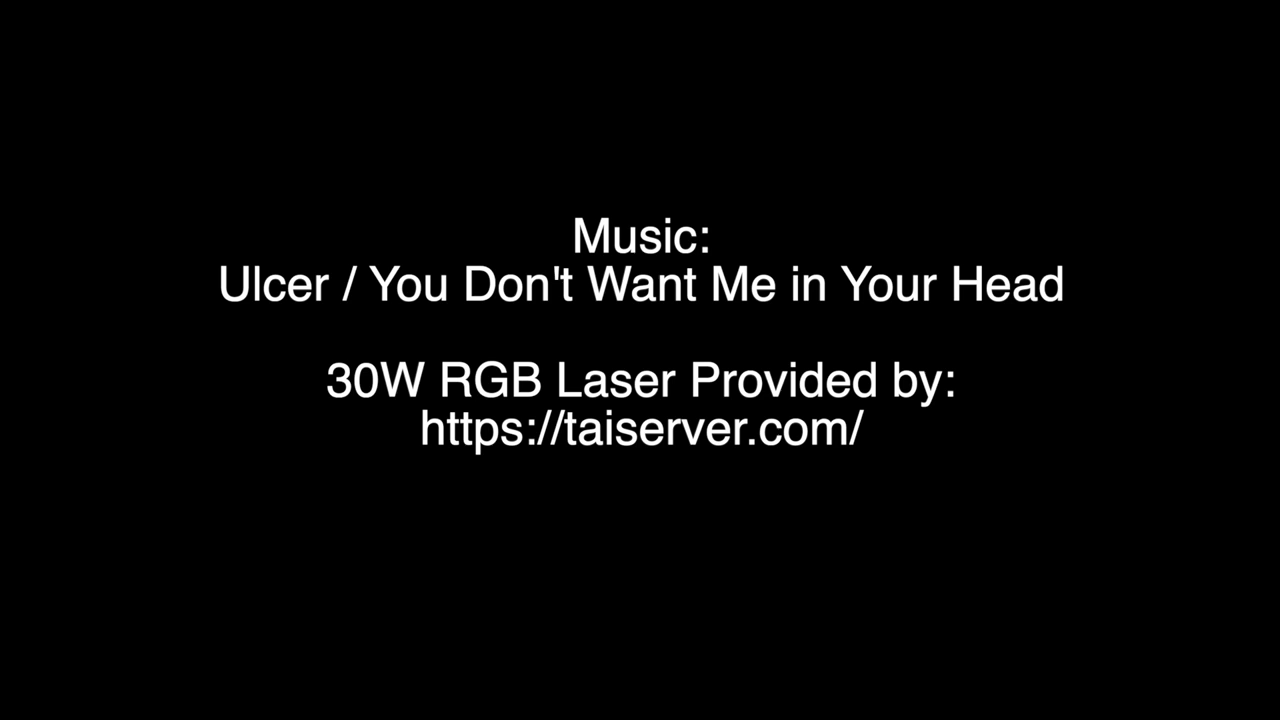 Music:
Ulcer / You Don't Want Me in Your Head
30W RGB Laser Provided by:
https://taiserver.com/